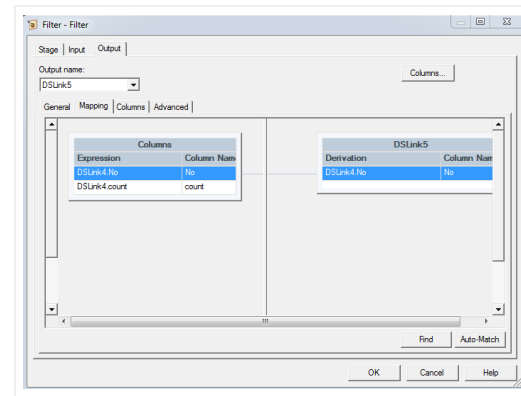 Filter - Filter
Stage Input Output
Output name:
DSLink5
Columns...
General Mapping Columns Advanced
Columns
Expression Column Name
DSLink4.No No
DSLink4.count count
DSLink5
Derivation Column Nam
DSLink4.No No
Find Auto-Match
OK Cancel Help